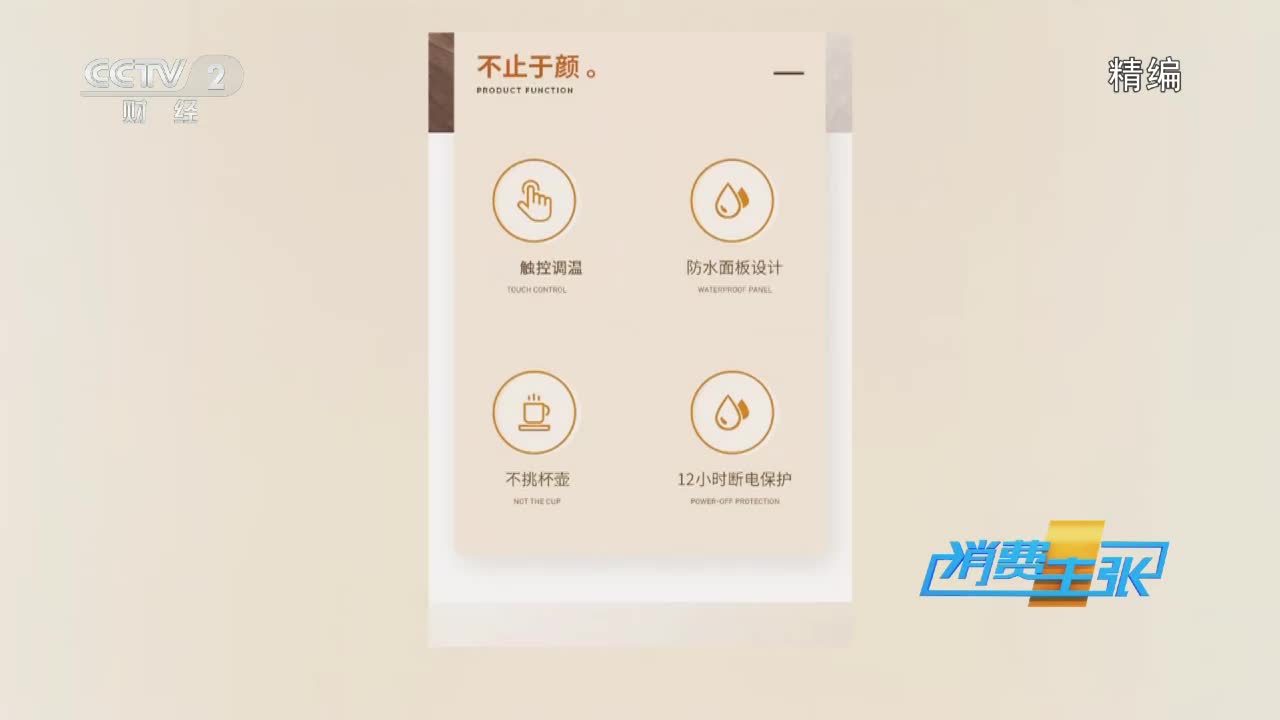 CCTV 2
财经
精编
不止于颜。
PRODUCT FUNCTION
触控调温
TOUCH CONTROL
防水面板设计
WATERPROOF PANEL
不挑杯壶
NOT THE CUP
12小时断电保护
POWER-OFF PROTECTION
消费主张